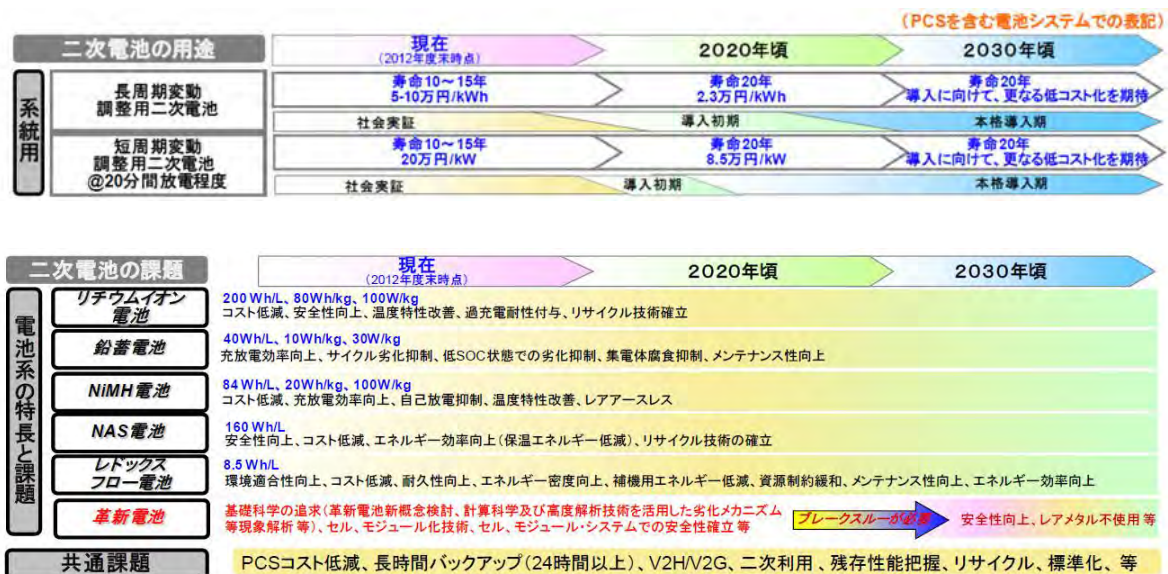 (PCSを含む電池システムでの表記)
二次電池の用途
現在
(2012年度末時点)
2020年頃
2030年頃
系統用
長周期変動
調整用二次電池
寿命10～15年
5-10万円/kWh
寿命20年
2.3万円/kWh
寿命20年
導入に向けて、更なる低コスト化を期待
社会実証
導入初期
本格導入期
短周期変動
調整用二次電池
@20分間放電程度
寿命10～15年
20万円/kW
寿命20年
8.5万円/kW
寿命20年
導入に向けて、更なる低コスト化を期待
社会実証
導入初期
本格導入期
二次電池の課題
現在
(2012年度末時点)
2020年頃
2030年頃
電池系の特長と課題
リチウムイオン
電池
200 Wh/L、80Wh/kg、100W/kg
コスト低減、安全性向上、温度特性改善、過充電耐性付与、リサイクル技術確立
鉛蓄電池
40Wh/L、10Wh/kg、30W/kg
充放電効率向上、サイクル劣化抑制、低SOC状態での劣化抑制、集電体腐食抑制、メンテナンス性向上
NiMH電池
84 Wh/L、20Wh/kg、100W/kg
コスト低減、充放電効率向上、自己放電抑制、温度特性改善、レアアースレス
NAS電池
160 Wh/L
安全性向上、コスト低減、エネルギー効率向上(保温エネルギー低減)、リサイクル技術の確立
レドックス
フロー電池
8.5 Wh/L
環境適合性向上、コスト低減、耐久性向上、エネルギー密度向上、補機用エネルギー低減、資源制約緩和、メンテナンス性向上、エネルギー効率向上
革新電池
基礎科学の追求(革新電池新概念検討、計算科学及び高度解析技術を活用した劣化メカニズム
等現象解析 等)、セル、モジュール化技術、セル、モジュール・システムでの安全性確立 等
ブレークスルーが必要
安全性向上、レアメタル不使用 等
共通課題
PCSコスト低減、長時間バックアップ(24時間以上)、V2H/V2G、二次利用、残存性能把握、リサイクル、標準化、等